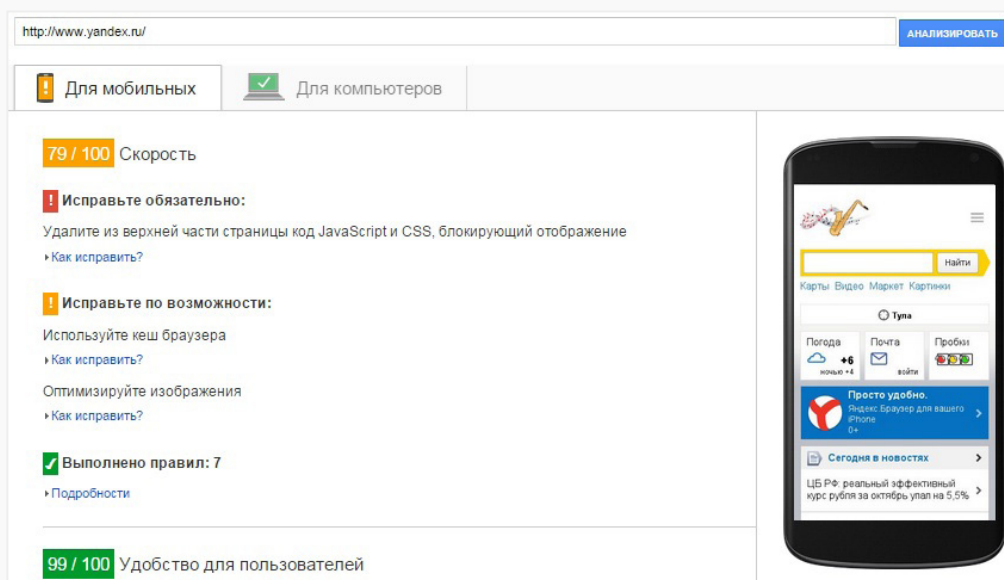 http://www.yandex.ru/
АНАЛИЗИРОВАТЬ
Для мобильных
Для компьютеров
79 / 100 Скорость
! Исправьте обязательно:
Удалите из верхней части страницы код JavaScript и CSS, блокирующий отображение
Как исправить?
! Исправьте по возможности:
Используйте кеш браузера
Как исправить?
Оптимизируйте изображения
Как исправить?
Выполнено правил: 7
Подробности
99 / 100 Удобство для пользователей
Найти
Карты Видео Маркет Картинки
Тула
Погода Почта Пробки
+6
ночью +4 войти
Просто удобно.
Яндекс.Браузер для вашего
iPhone
0+
Сегодня в новостях
ЦБ РФ: реальный эффективный
курс рубля за октябрь упал на 5,5%